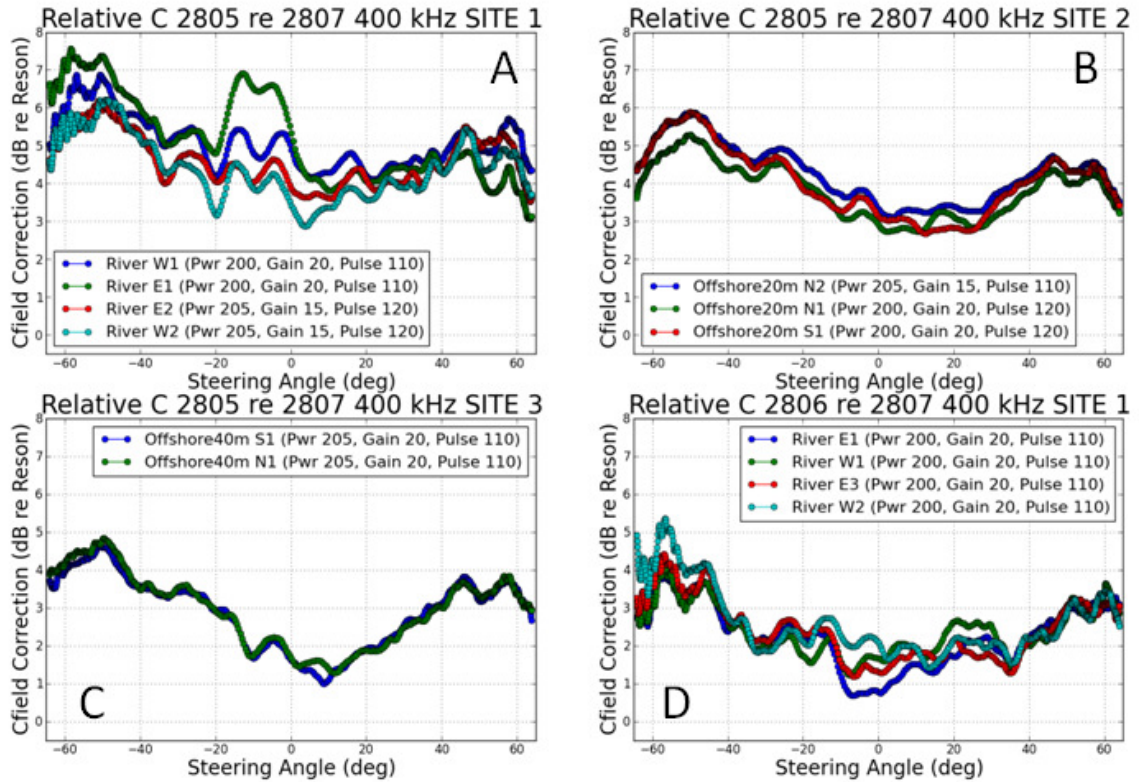 Relative C 2805 re 2807 400 kHz SITE 1
Cfield Correction (dB re Reson)
8
7
6
5
4
3
2
1
0
A
River W1 (Pwr 200, Gain 20, Pulse 110)
River E1 (Pwr 200, Gain 20, Pulse 110)
River E2 (Pwr 205, Gain 15, Pulse 120)
River W2 (Pwr 205, Gain 15, Pulse 120)
−60 −40 −20 0 20 40 60
Steering Angle (deg)
Relative C 2805 re 2807 400 kHz SITE 2
Cfield Correction (dB re Reson)
8
7
6
5
4
3
2
1
0
B
Offshore20m N2 (Pwr 205, Gain 15, Pulse 110)
Offshore20m N1 (Pwr 200, Gain 20, Pulse 120)
Offshore20m S1 (Pwr 200, Gain 20, Pulse 120)
−60 −40 −20 0 20 40 60
Steering Angle (deg)
Relative C 2805 re 2807 400 kHz SITE 3
Cfield Correction (dB re Reson)
8
7
6
5
4
3
2
1
0
Offshore40m S1 (Pwr 205, Gain 20, Pulse 110)
Offshore40m N1 (Pwr 205, Gain 20, Pulse 110)
C
−60 −40 −20 0 20 40 60
Steering Angle (deg)
Relative C 2806 re 2807 400 kHz SITE 1
Cfield Correction (dB re Reson)
8
7
6
5
4
3
2
1
0
River E1 (Pwr 200, Gain 20, Pulse 110)
River W1 (Pwr 200, Gain 20, Pulse 110)
River E3 (Pwr 200, Gain 20, Pulse 110)
River W2 (Pwr 200, Gain 20, Pulse 110)
D
−60 −40 −20 0 20 40 60
Steering Angle (deg)